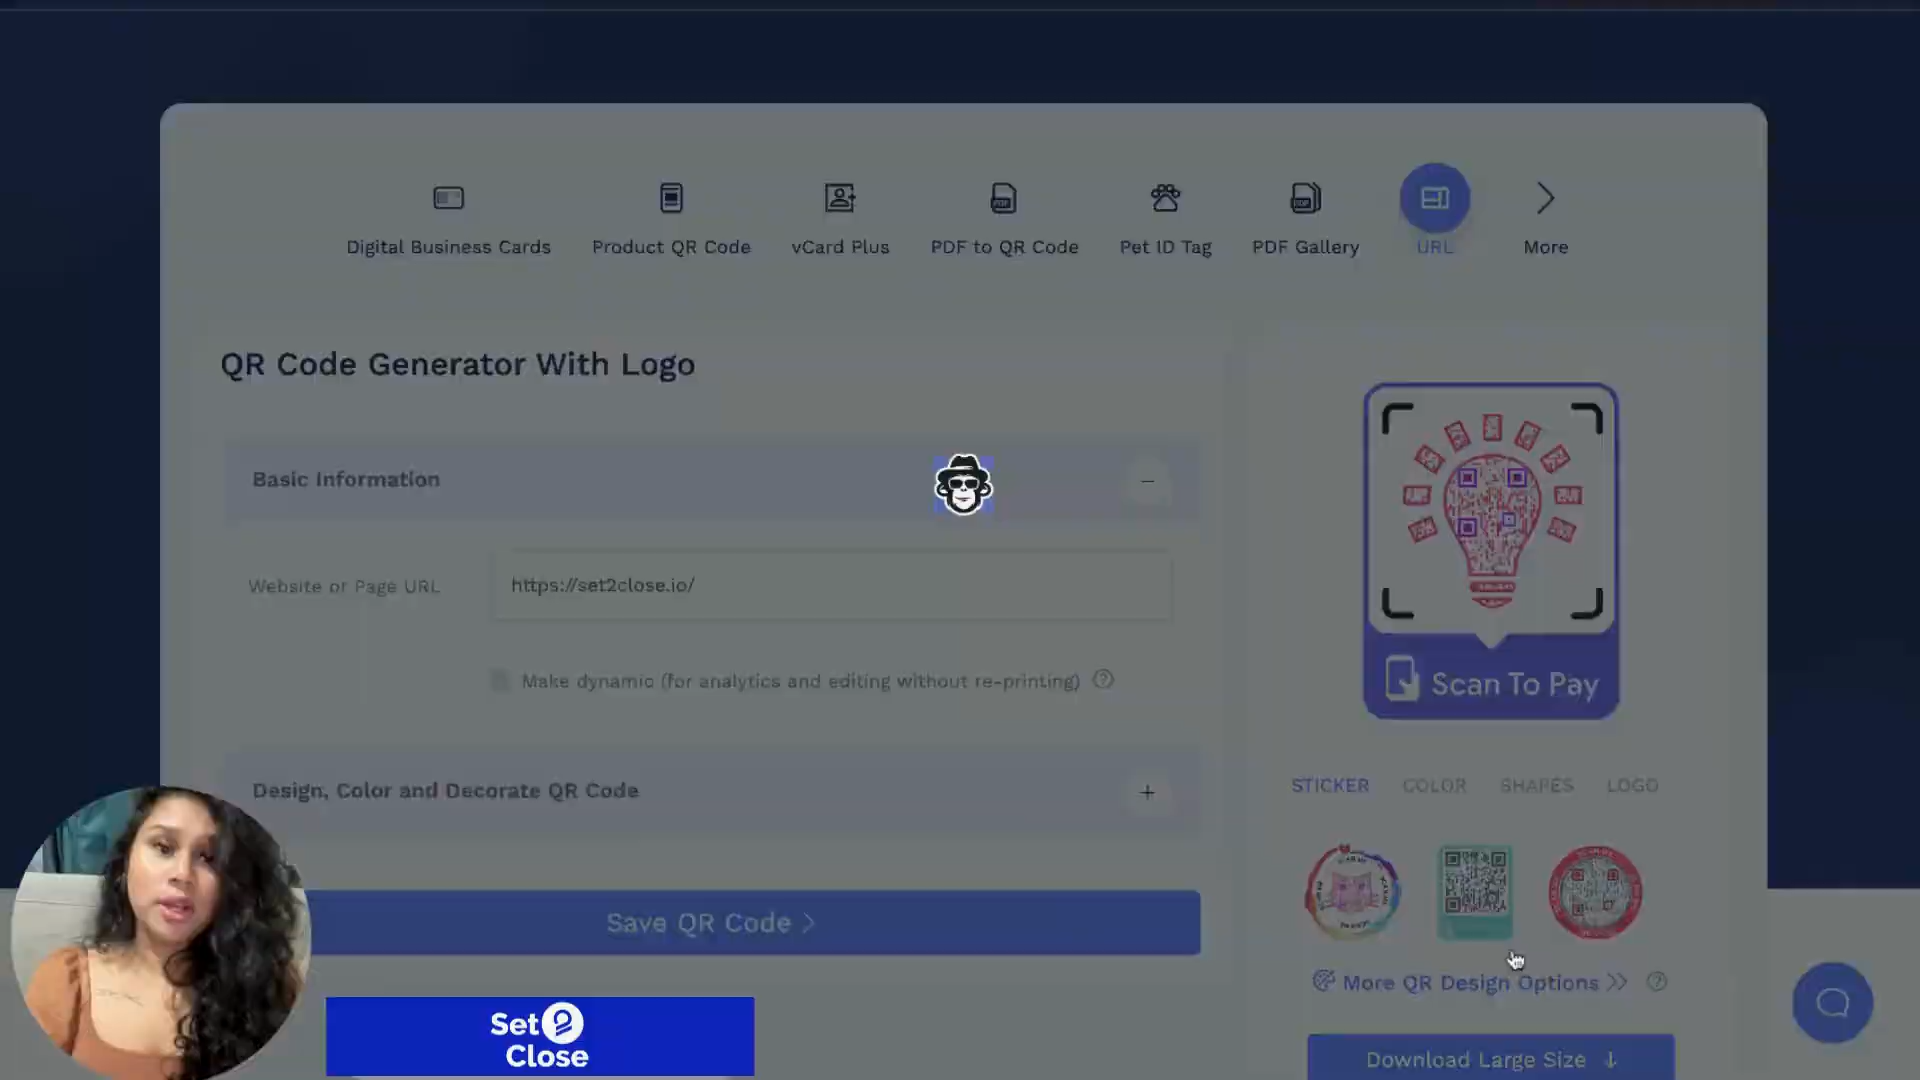 Digital Business Cards
Product QR Code
vCard Plus
PDF to QR Code
Pet ID Tag
PDF Gallery
URL
More
QR Code Generator With Logo
Basic Information
Website or Page URL
https://set2close.io/
Make dynamic (for analytics and editing without re-printing)
Design, Color and Decorate QR Code
Save QR Code >
Scan To Pay
STICKER
COLOR
SHAPES
LOGO
More QR Design Options >>
Download Large Size ↓
Set
Close